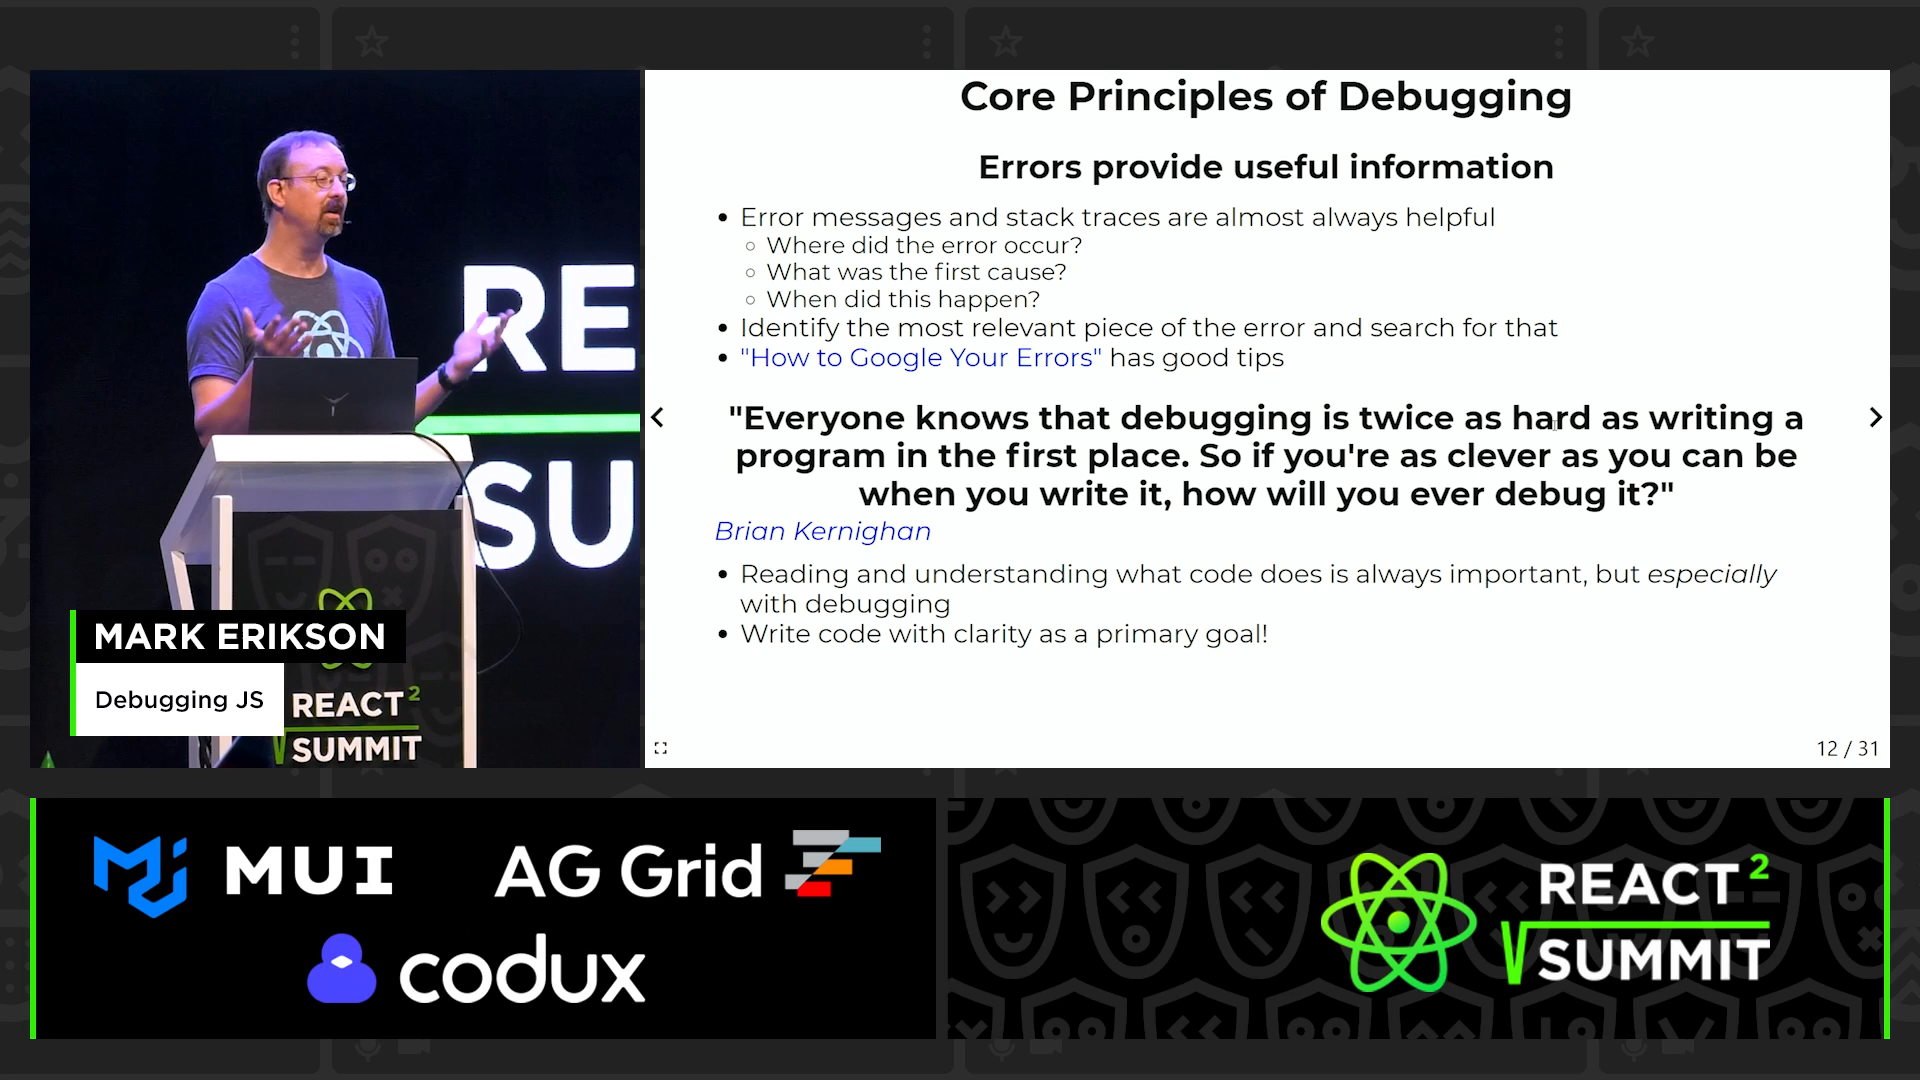 RE
SU
REACT 2
SUMMIT
MARK ERIKSON
Debugging JS
Core Principles of Debugging
Errors provide useful information
• Error messages and stack traces are almost always helpful
○ Where did the error occur?
○ What was the first cause?
○ When did this happen?
• Identify the most relevant piece of the error and search for that
• "How to Google Your Errors" has good tips
"Everyone knows that debugging is twice as hard as writing a
program in the first place. So if you're as clever as you can be
when you write it, how will you ever debug it?"
Brian Kernighan
• Reading and understanding what code does is always important, but especially
with debugging
• Write code with clarity as a primary goal!
12 / 31
MUI
AG Grid
codux
REACT 2
SUMMIT